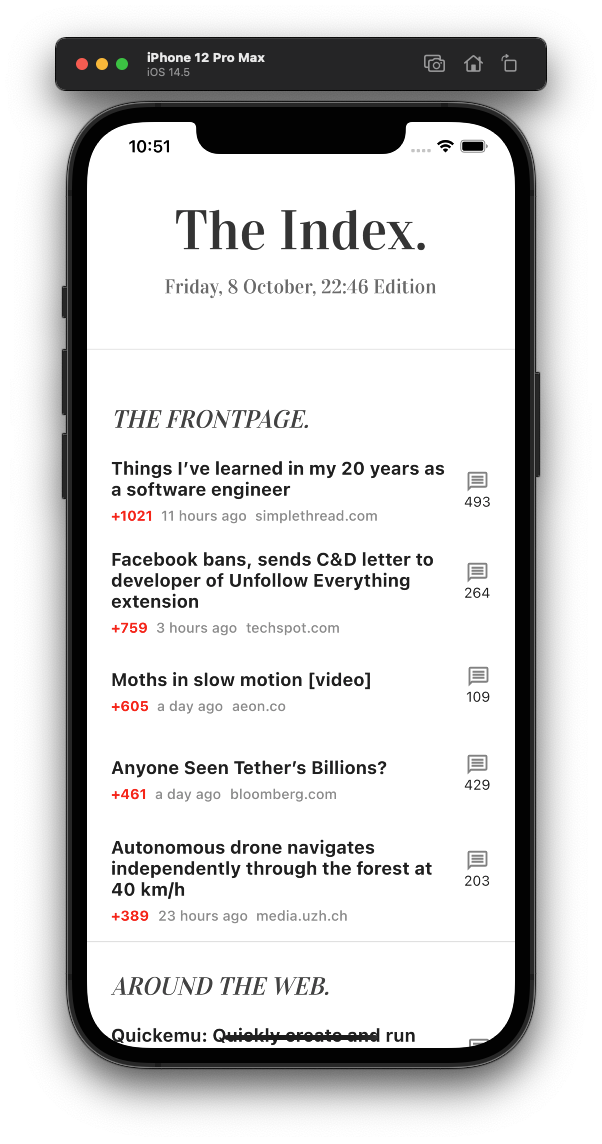 iPhone 12 Pro Max
iOS 14.5
10:51
The Index.
Friday, 8 October, 22:46 Edition
THE FRONTPAGE.
Things I’ve learned in my 20 years as
a software engineer
493
+1021 11 hours ago simplethread.com
Facebook bans, sends C&D letter to
developer of Unfollow Everything
extension
264
+759 3 hours ago techspot.com
Moths in slow motion [video]
109
+605 a day ago aeon.co
Anyone Seen Tether’s Billions?
429
+461 a day ago bloomberg.com
Autonomous drone navigates
independently through the forest at
40 km/h
203
+389 23 hours ago media.uzh.ch
AROUND THE WEB.
Quickemu: Quickly create and run